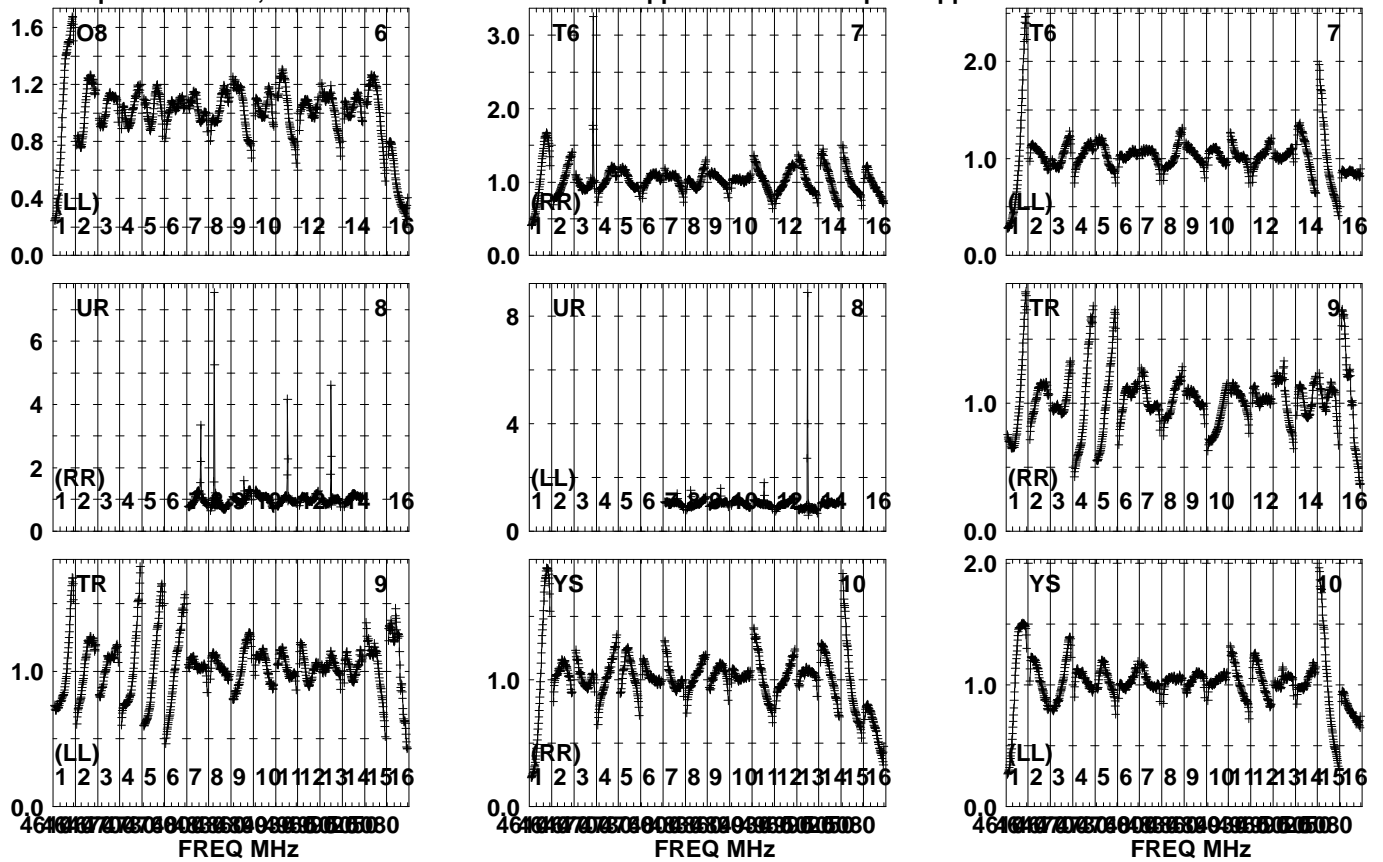 1.6 O8 6
1.2
0.8
0.4 (LL)
0.0 1 2 3 4 5 6 7 8 9 10 12 14 16
3.0 T6 7
2.0
1.0 (RR)
0.0 1 2 3 4 5 6 7 8 9 10 12 14 16
T6 7
2.0
1.0 (LL)
0.0 1 2 3 4 5 6 7 8 9 10 12 14 16
UR 8
6
4
2 (RR)
0 1 2 3 4 5 6 7 8 14 16
8 UR 8
4
(LL)
0 1 2 3 4 5 6 14 16
TR 9
1.0
(RR)
0.0 1 2 3 4 5 6 7 8 9 10 12 14 16
TR 9
1.0
(LL)
0.0 1 2 3 4 5 6 7 8 9 10 11 12 13 14 15 16
FREQ MHz
YS 10
1.0
(RR)
0.0 1 2 3 4 5 6 7 8 9 10 11 12 13 15 16
FREQ MHz
2.0 YS 10
1.0
(LL)
0.0 1 2 3 4 5 6 7 8 9 10 11 12 13 14 15 16
FREQ MHz